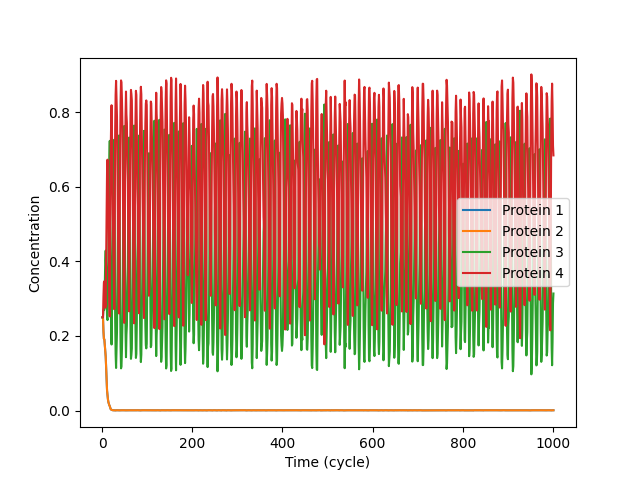 0.8
0.6
0.4
0.2
0.0
Concentration
Protein 1
Protein 2
Protein 3
Protein 4
0
200
400
600
800
1000
Time (cycle)